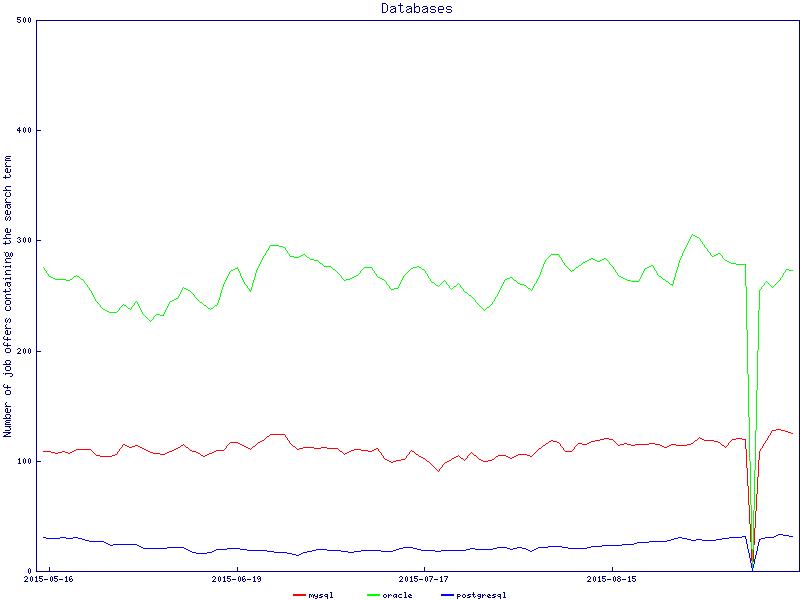 Databases
Number of job offers containing the search term
500
400
300
200
100
0
2015-05-16 2015-06-19 2015-07-17 2015-08-15
mysql oracle postgresql